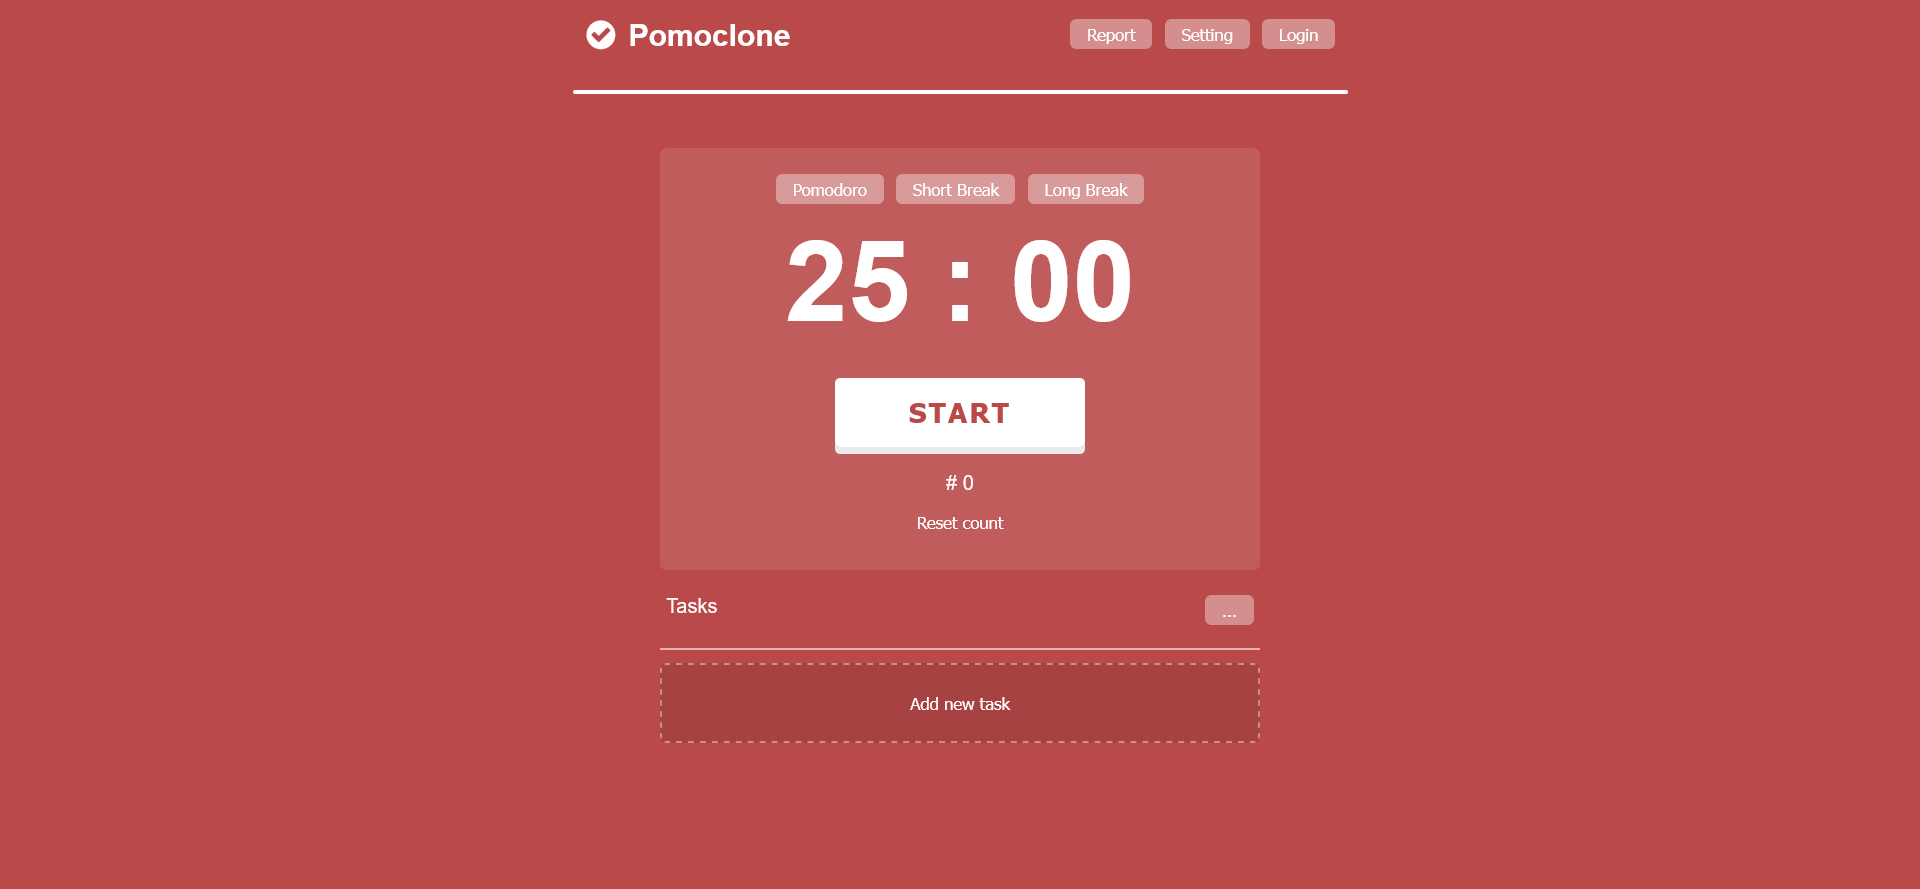 Pomoclone
Report Setting Login
Pomodoro Short Break Long Break
25 : 00
START
# 0
Reset count
Tasks
...
Add new task